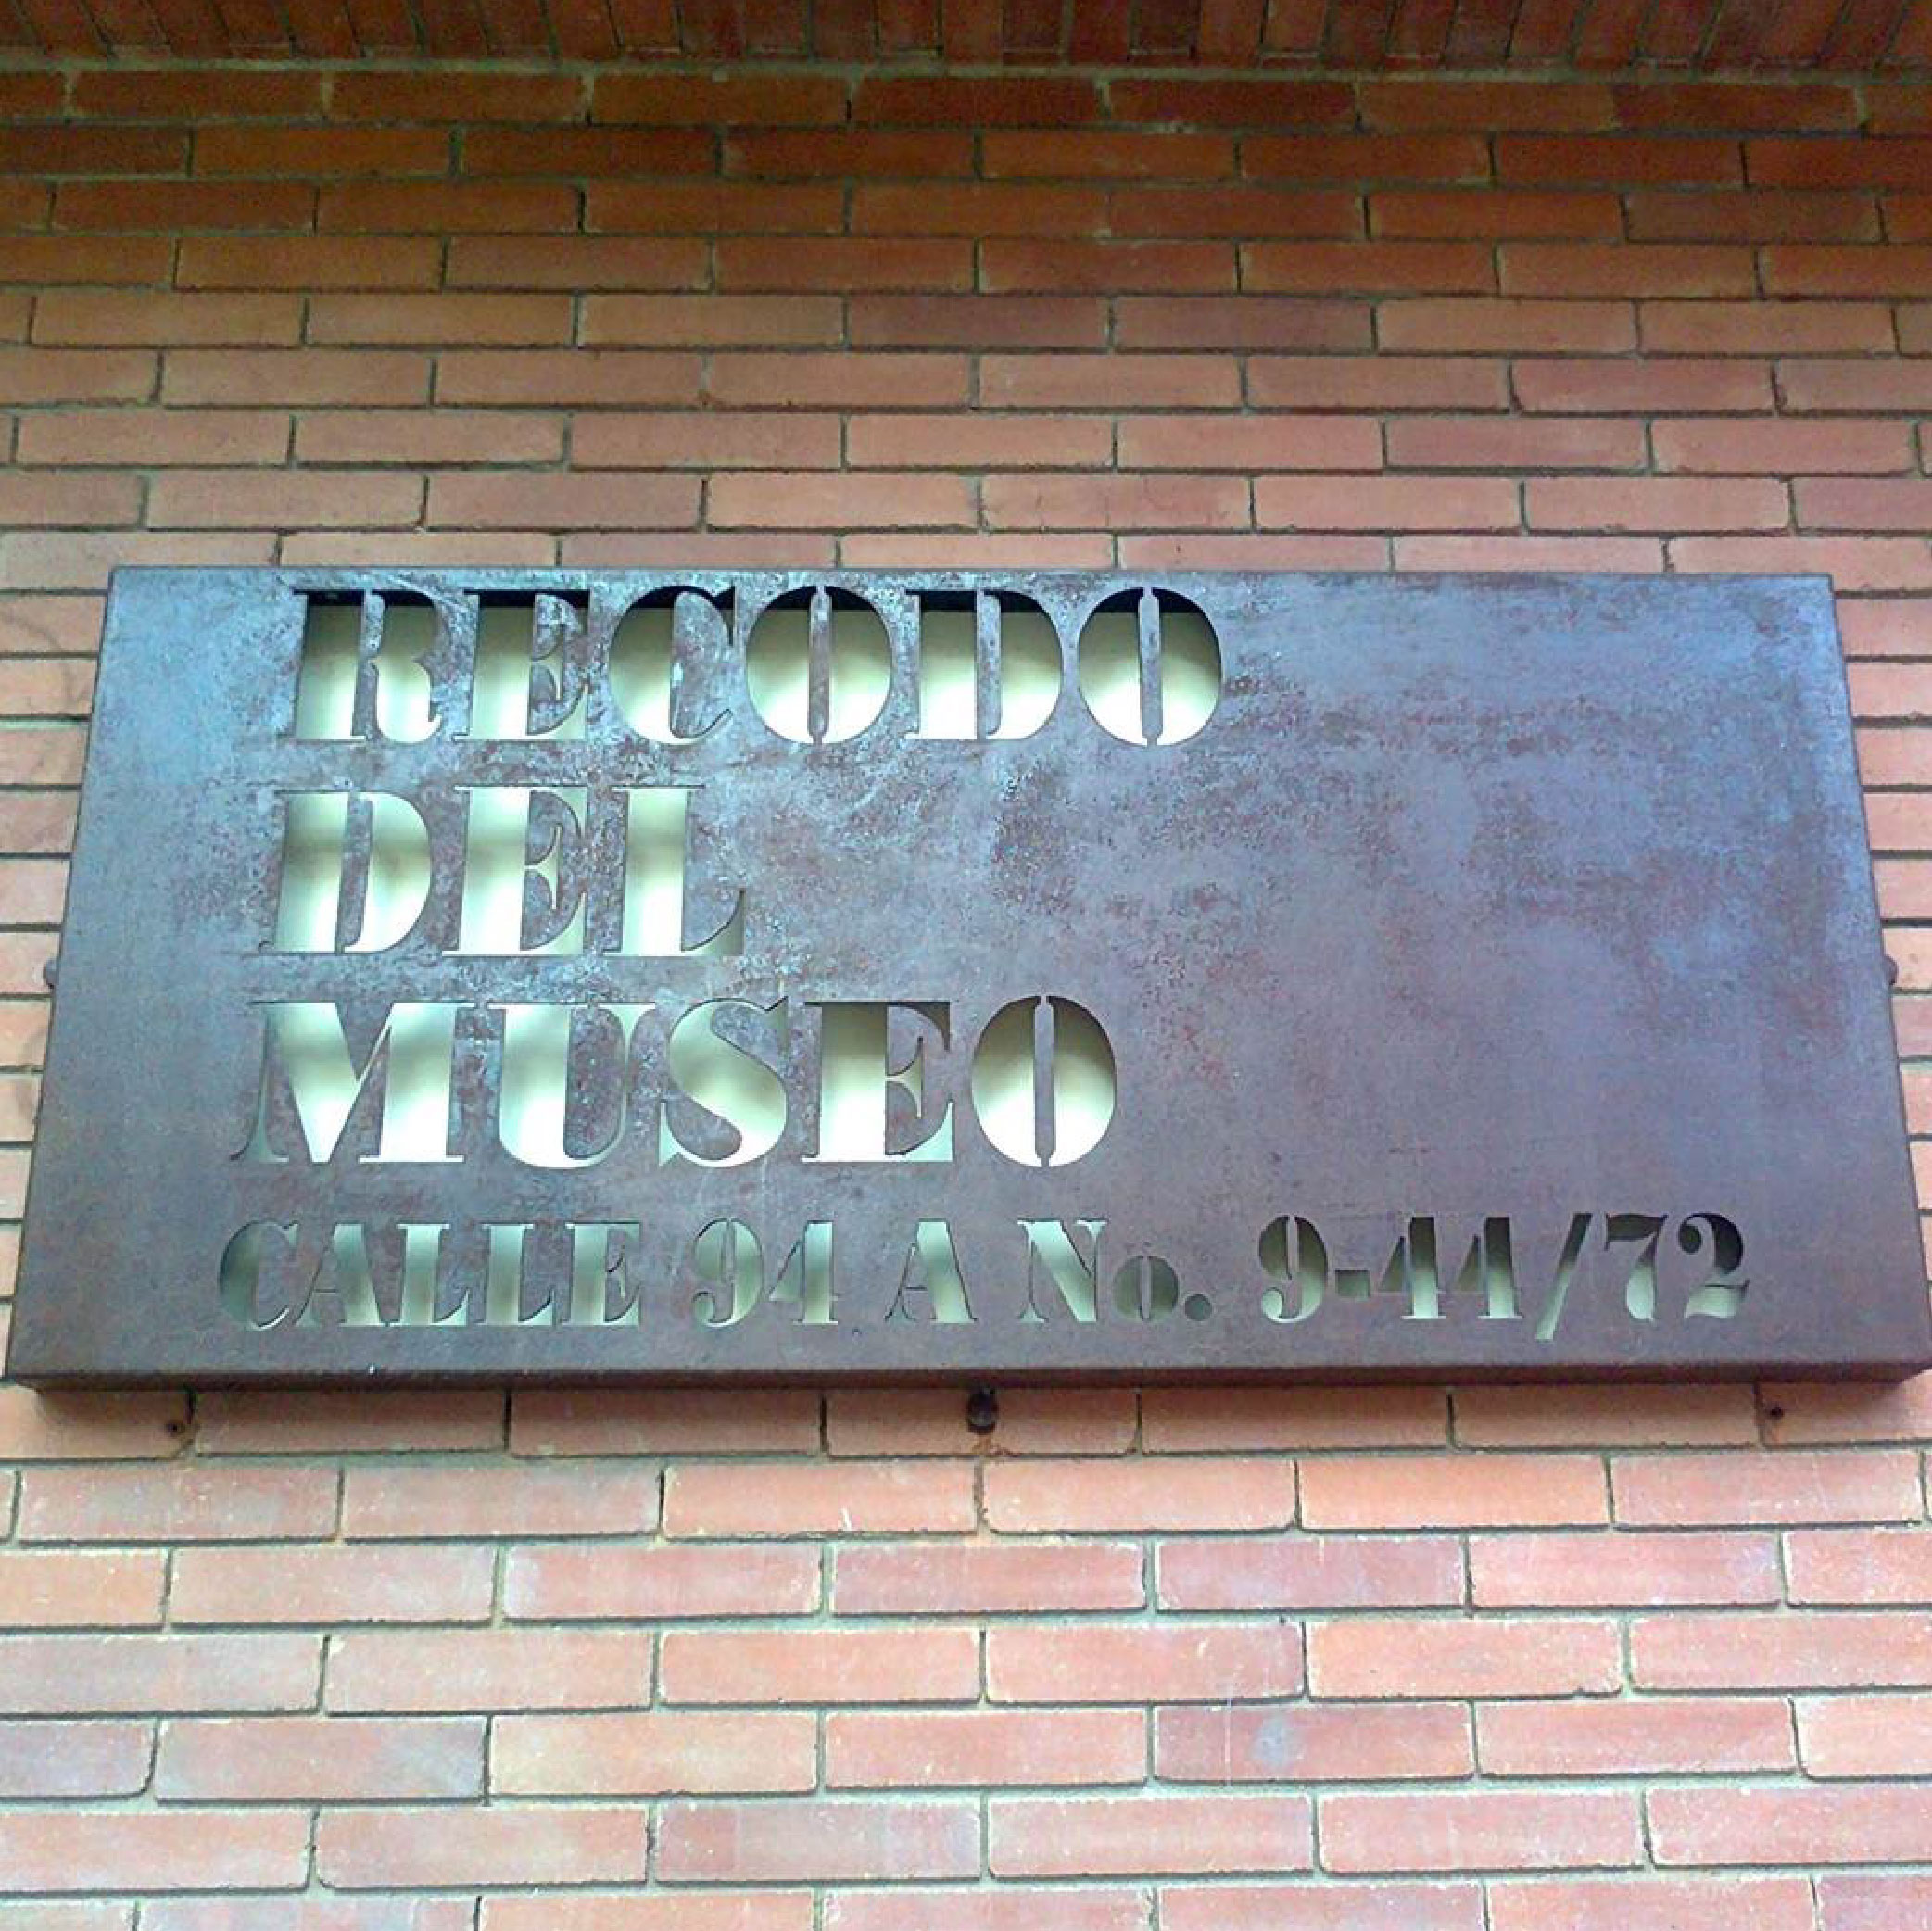 RECODO
DEL
MUSEO
CALLE 94 A No. 9-44/72